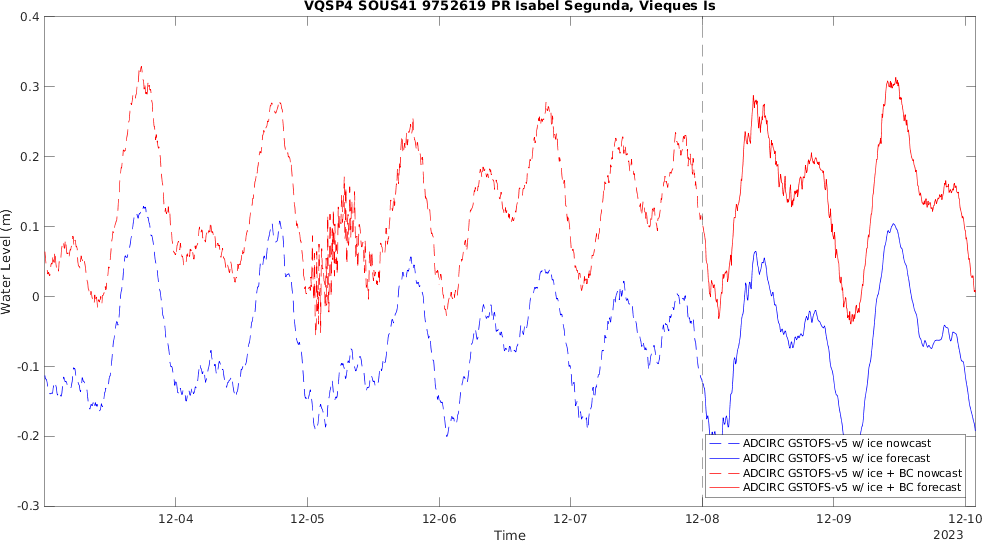 VQSP4 SOUS41 9752619 PR Isabel Segunda, Vieques Is
0.4
0.3
0.2
0.1
0
-0.1
-0.2
-0.3
Water Level (m)
ADCIRC GSTOFS-v5 w/ ice nowcast
ADCIRC GSTOFS-v5 w/ ice forecast
ADCIRC GSTOFS-v5 w/ ice + BC nowcast
ADCIRC GSTOFS-v5 w/ ice + BC forecast
12-04 12-05 12-06 12-07 12-08 12-09 12-10
Time
2023